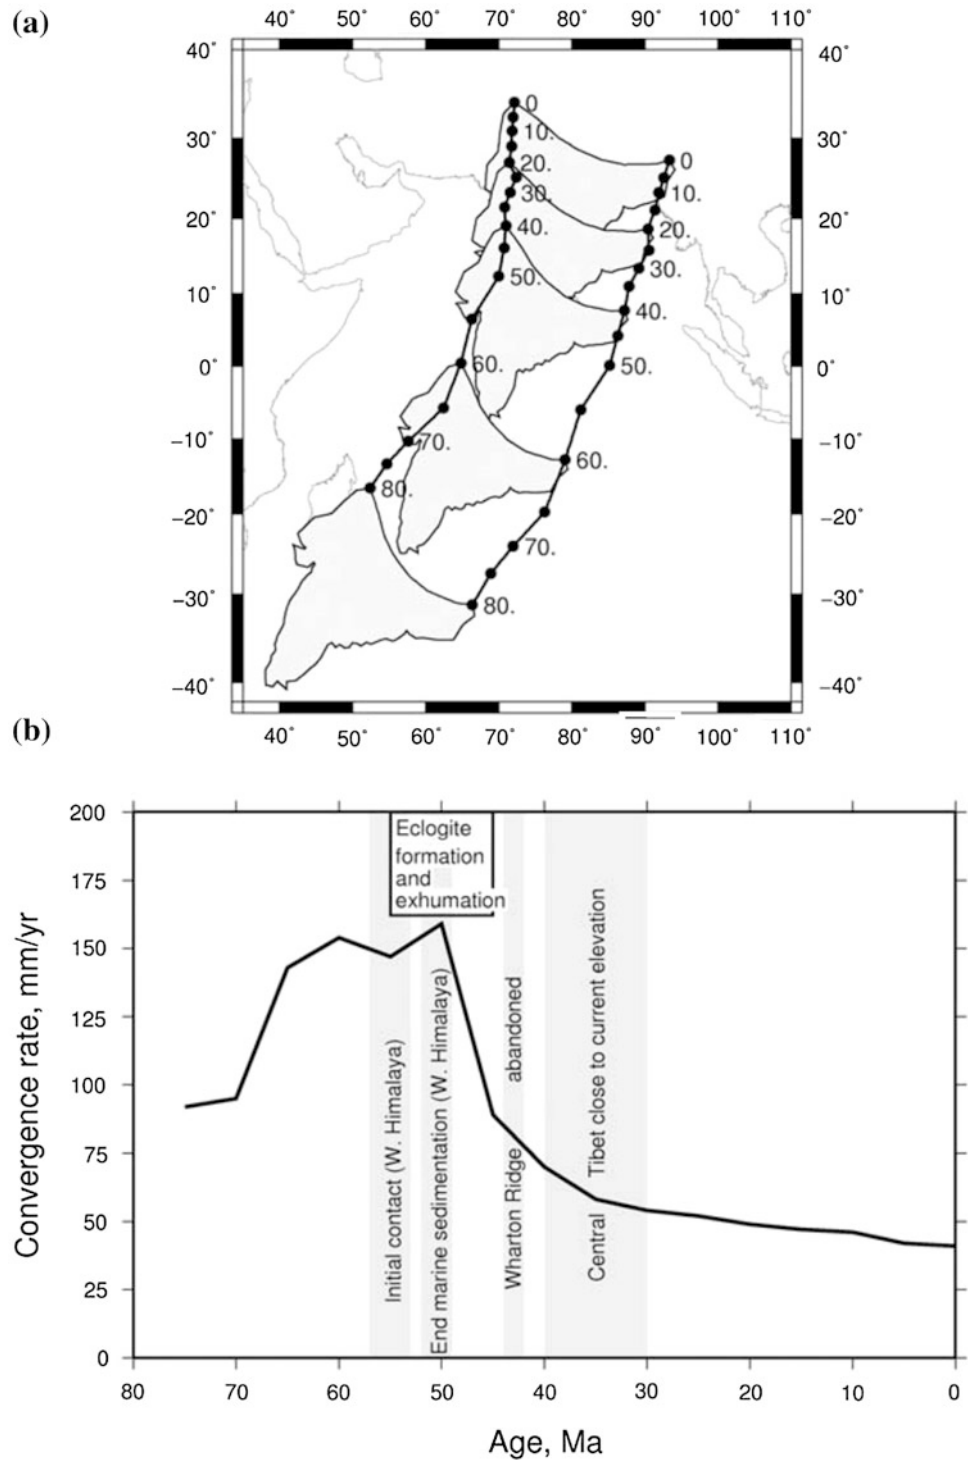 (a)
40˚ 50˚ 60˚ 70˚ 80˚ 90˚ 100˚ 110˚
40˚ 40˚
0
30˚ 10. 30˚
0
20. 10.
30.
20˚ 40. 20. 20˚
50. 30.
10˚ 40. 10˚
0˚ 60. 50. 0˚
−10˚ 70. −10˚
60.
80.
−20˚ −20˚
70.
−30˚ 80. −30˚
−40˚ −40˚
40˚ 50˚ 60˚ 70˚ 80˚ 90˚ 100˚ 110˚
(b)
200
175
150
125
100
75
50
25
0
Convergence rate, mm/yr
Eclogite
formation
and
exhumation
Initial contact (W. Himalaya)
End marine sedimentation (W. Himalaya)
Wharton Ridge abandoned
Central Tibet close to current elevation
80 70 60 50 40 30 20 10 0
Age, Ma